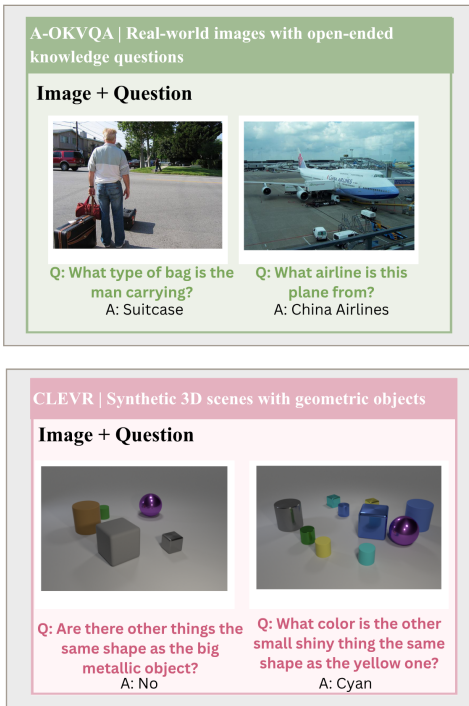 A-OKVQA | Real-world images with open-ended
knowledge questions
Image + Question
Q: What type of bag is the
man carrying?
A: Suitcase
Q: What airline is this
plane from?
A: China Airlines
CLEVR | Synthetic 3D scenes with geometric objects
Image + Question
Q: Are there other things the
same shape as the big
metallic object?
A: No
Q: What color is the other
small shiny thing the same
shape as the yellow one?
A: Cyan